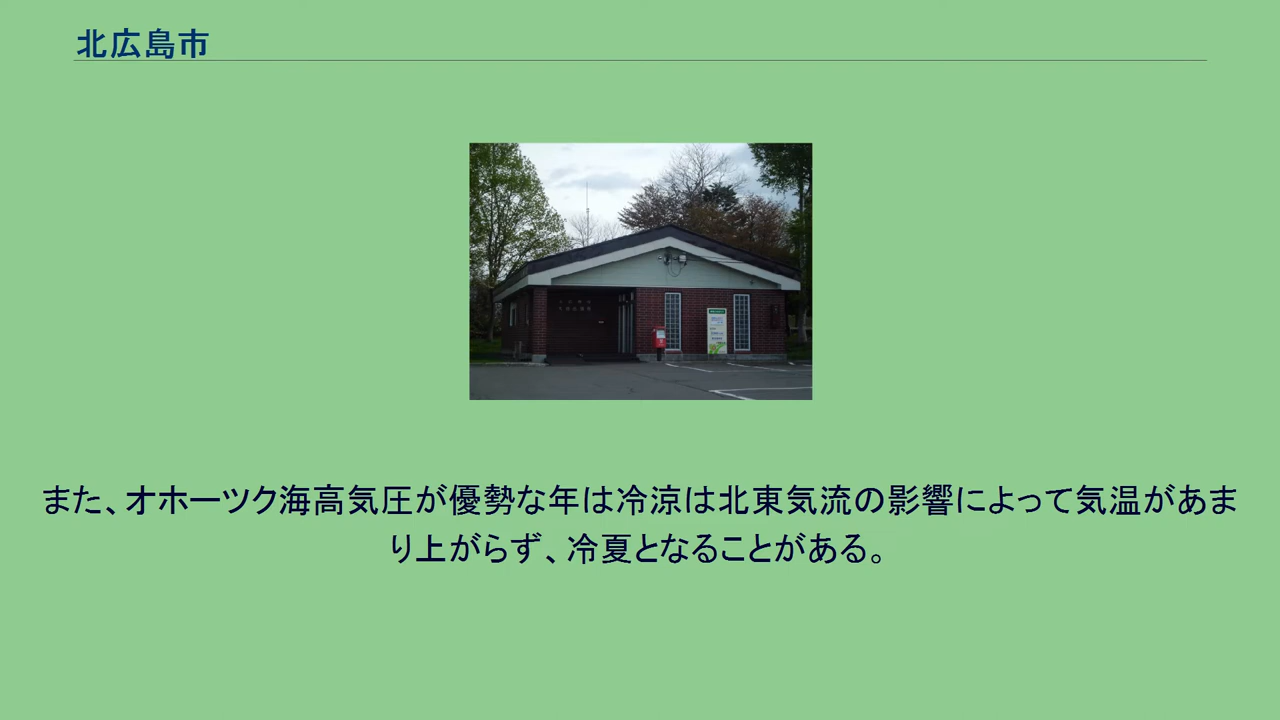 北広島市
また、オホーツク海高気圧が優勢な年は冷涼は北東気流の影響によって気温があま
り上がらず、冷夏となることがある。